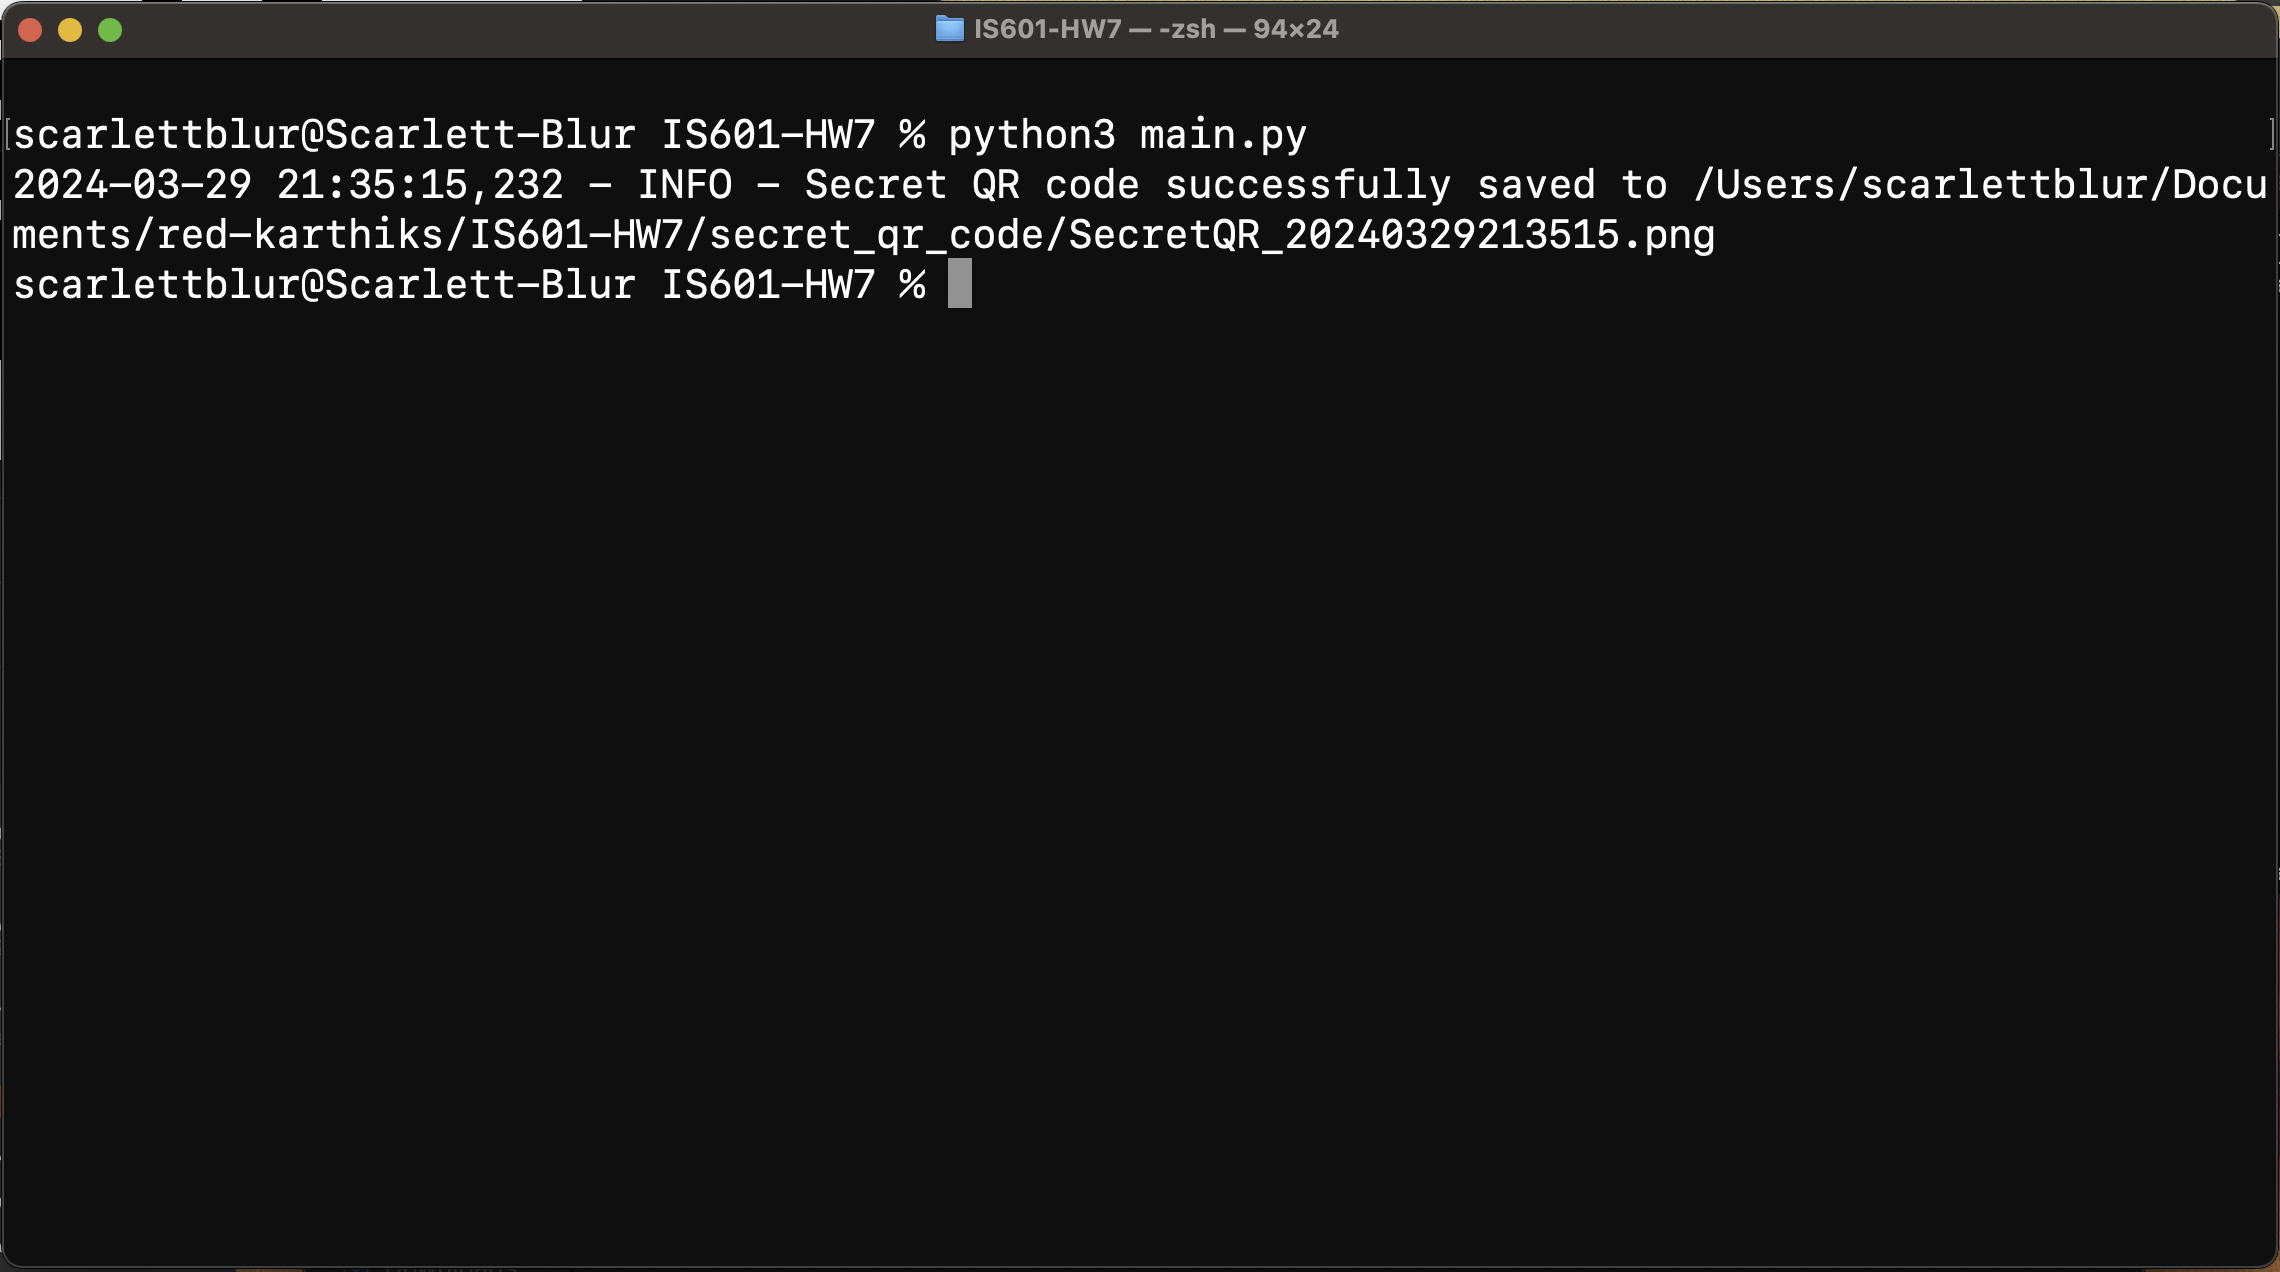 IS601-HW7 — -zsh — 94×24
scarlettblur@Scarlett-Blur IS601-HW7 % python3 main.py
2024-03-29 21:35:15,232 - INFO - Secret QR code successfully saved to /Users/scarlettblur/Docu
ments/red-karthiks/IS601-HW7/secret_qr_code/SecretQR_20240329213515.png
scarlettblur@Scarlett-Blur IS601-HW7 %